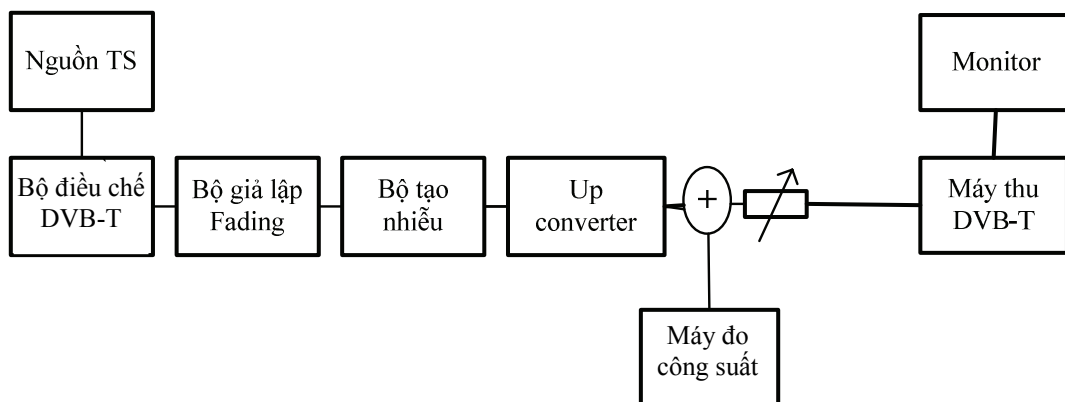 Nguồn TS
Monitor
Bộ điều chế
DVB-T
Bộ giả lập
Fading
Bộ tạo
nhiễu
Up
converter
+
Máy thu
DVB-T
Máy đo
công suất